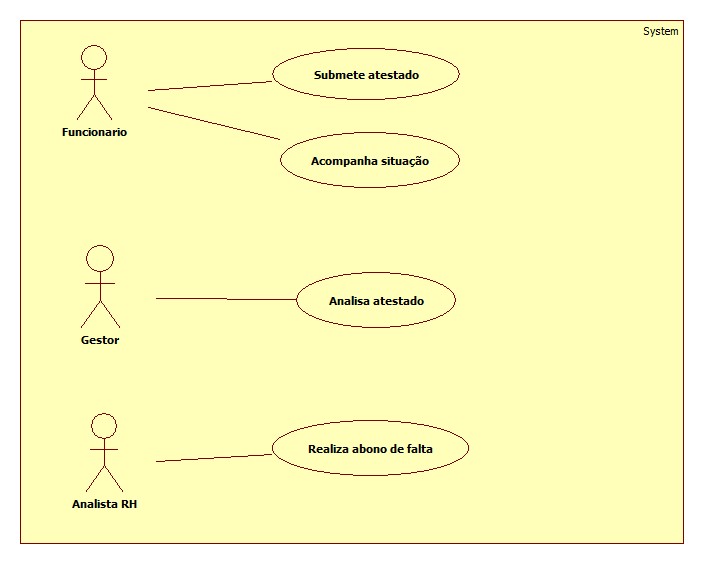 System
Submete atestado
Funcionario
Acompanha situação
Analisa atestado
Gestor
Realiza abono de falta
Analista RH